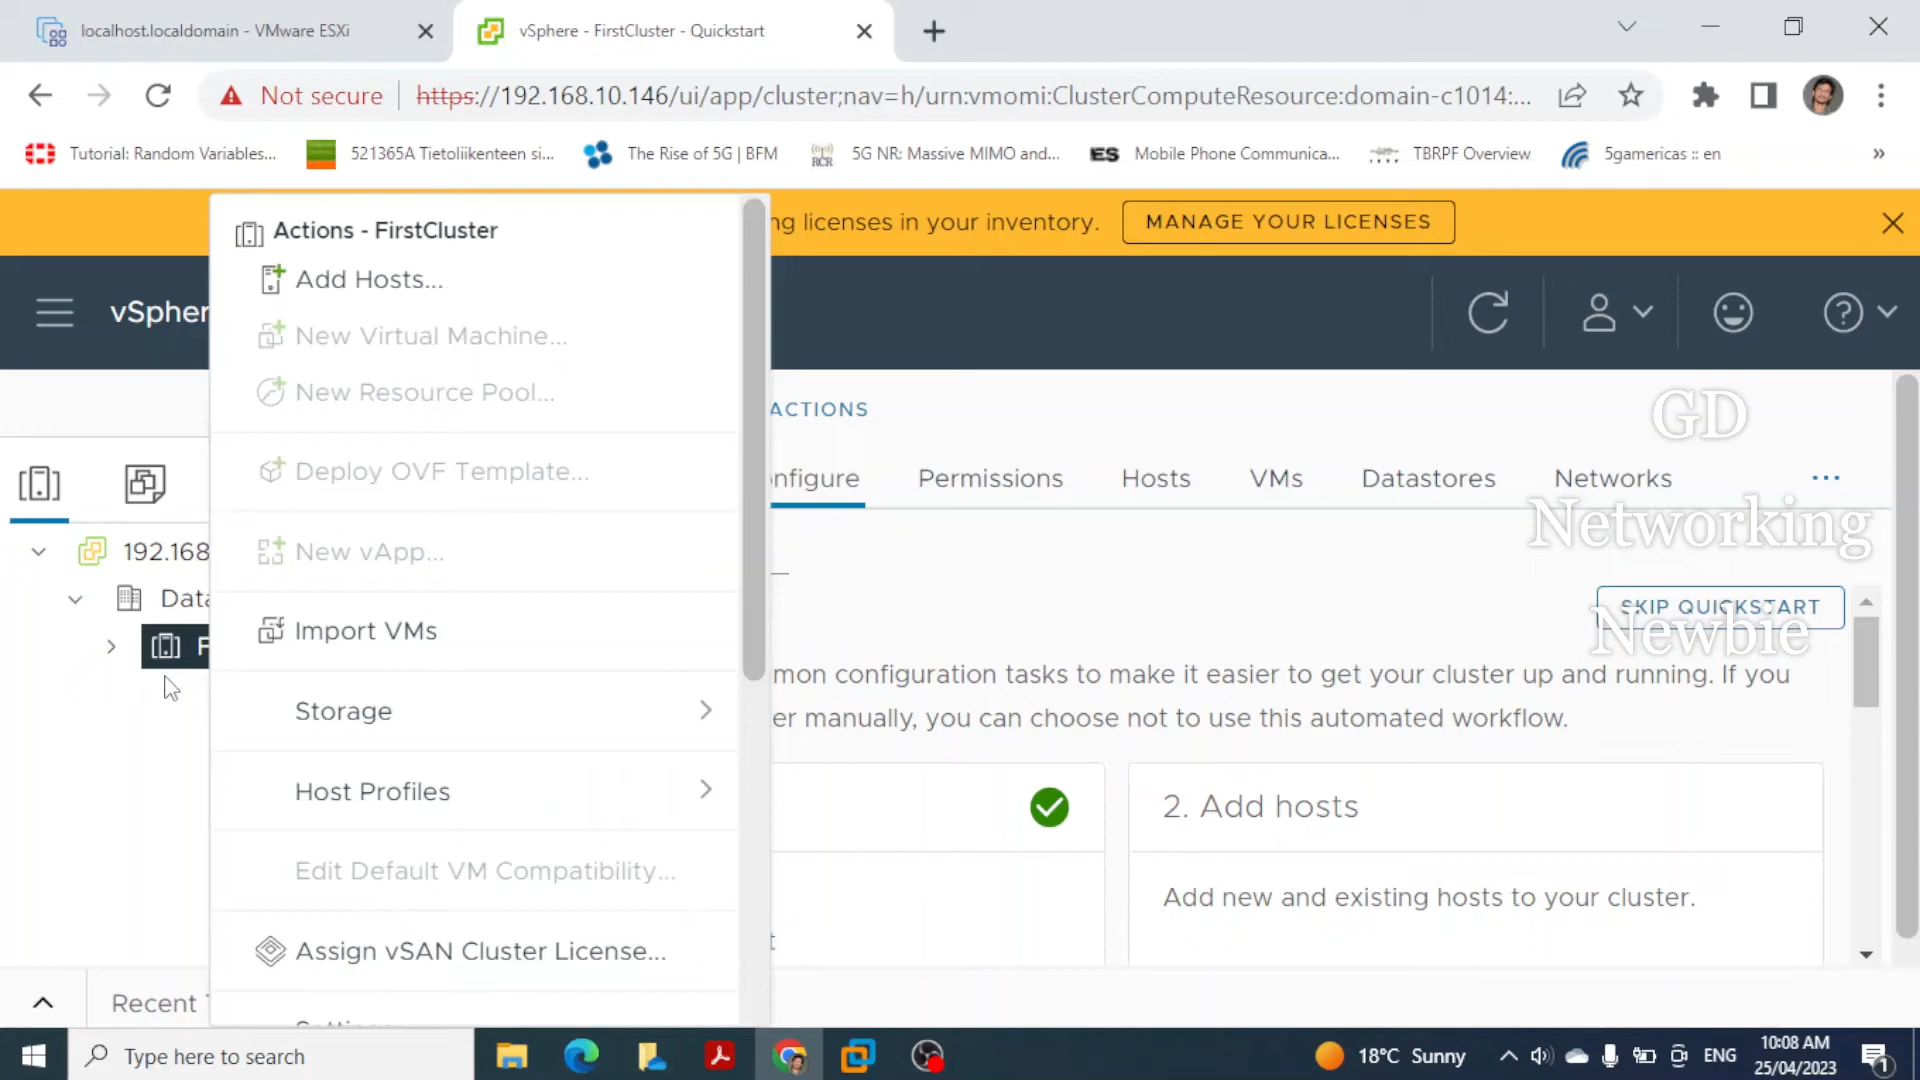 localhost.localdomain - VMware ESXi
vSphere - FirstCluster - Quickstart
Not secure
https://192.168.10.146/ui/app/cluster;nav=h/urn:vmomi:ClusterComputeResource:domain-c1014:...
Tutorial: Random Variables...
521365A Tietoliikenteen si...
The Rise of 5G | BFM
5G NR: Massive MIMO and...
ES
Mobile Phone Communica...
TBRPF Overview
5gamericas :: en
ng licenses in your inventory.
MANAGE YOUR LICENSES
vSpher
Actions - FirstCluster
Add Hosts...
New Virtual Machine...
New Resource Pool...
Deploy OVF Template...
New vApp...
Import VMs
Storage
Host Profiles
Edit Default VM Compatibility...
Assign vSAN Cluster License...
ACTIONS
onfigure
Permissions
Hosts
VMs
Datastores
Networks
GD
Networking
Newbie
192.168
Data
F
SKIP QUICKSTART
mon configuration tasks to make it easier to get your cluster up and running. If you
er manually, you can choose not to use this automated workflow.
2. Add hosts
Add new and existing hosts to your cluster.
Recent
Type here to search
18°C Sunny
ENG
10:08 AM
25/04/2023
1